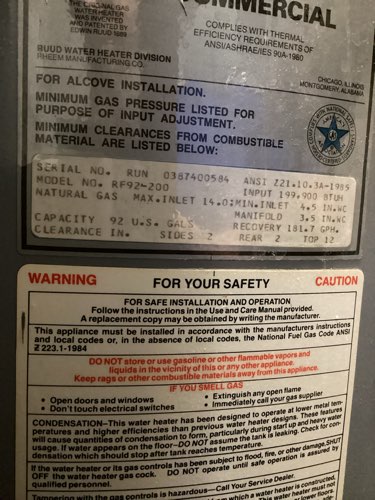 THE ORIGINAL GAS
WATER HEATER
WAS INVENTED
AND PATENTED BY
EDWIN RUUD 1889
COMMERCIAL
COMPLIES WITH THERMAL
EFFICIENCY REQUIREMENTS OF
ANSI/ASHRAE/IES 90A-1980
RUUD WATER HEATER DIVISION
RHEEM MANUFACTURING CO.
CHICAGO, ILLINOIS
MONTGOMERY, ALABAMA
FOR ALCOVE INSTALLATION.
MINIMUM GAS PRESSURE LISTED FOR
PURPOSE OF INPUT ADJUSTMENT.
MINIMUM CLEARANCES FROM COMBUSTIBLE
MATERIAL ARE LISTED BELOW:
SERIAL NO. RUN 0387400584 ANSI Z21.10.3A-1985
MODEL NO. RF92-200 INPUT 199,900 BTUH
NATURAL GAS MAX.INLET 14.0:MIN.INLET 4.5 IN.WC
MANIFOLD 3.5 IN.WC
CAPACITY 92 U.S. GALS RECOVERY 181.7 GPH.
CLEARANCE IN. SIDES 2 REAR 2 TOP 12
WARNING FOR YOUR SAFETY CAUTION
FOR SAFE INSTALLATION AND OPERATION
Follow the instructions in the Use and Care Manual provided.
A replacement copy may be obtained by writing the manufacturer.
This appliance must be installed in accordance with the manufacturers instructions
and local codes or, in the absence of local codes, the National Fuel Gas Code ANSI
Z 223.1-1984
DO NOT store or use gasoline or other flammable vapors and
liquids in the vicinity of this or any other appliance.
Keep rags or other combustible materials away from this appliance.
IF YOU SMELL GAS
• Open doors and windows • Extinguish any open flame
• Don't touch electrical switches • Immediately call your gas supplier
CONDENSATION—This water heater has been designed to operate at lower metal tem-
peratures and higher efficiencies than previous water heater designs. These features
will cause quantities of condensation to form, particularly during start up and heavy water
usage. If water appears on the floor—DO NOT assume the tank is leaking. Check for con-
densation which should stop after tank reaches temperature.
If the water heater or its gas controls has been subject to flood, fire, or other damage, SHUT
OFF the water heater gas cock. DO NOT operate until safe operation is assured by
qualified personnel.
Tampering with the gas controls is hazardous—Call Your Service Dealer.